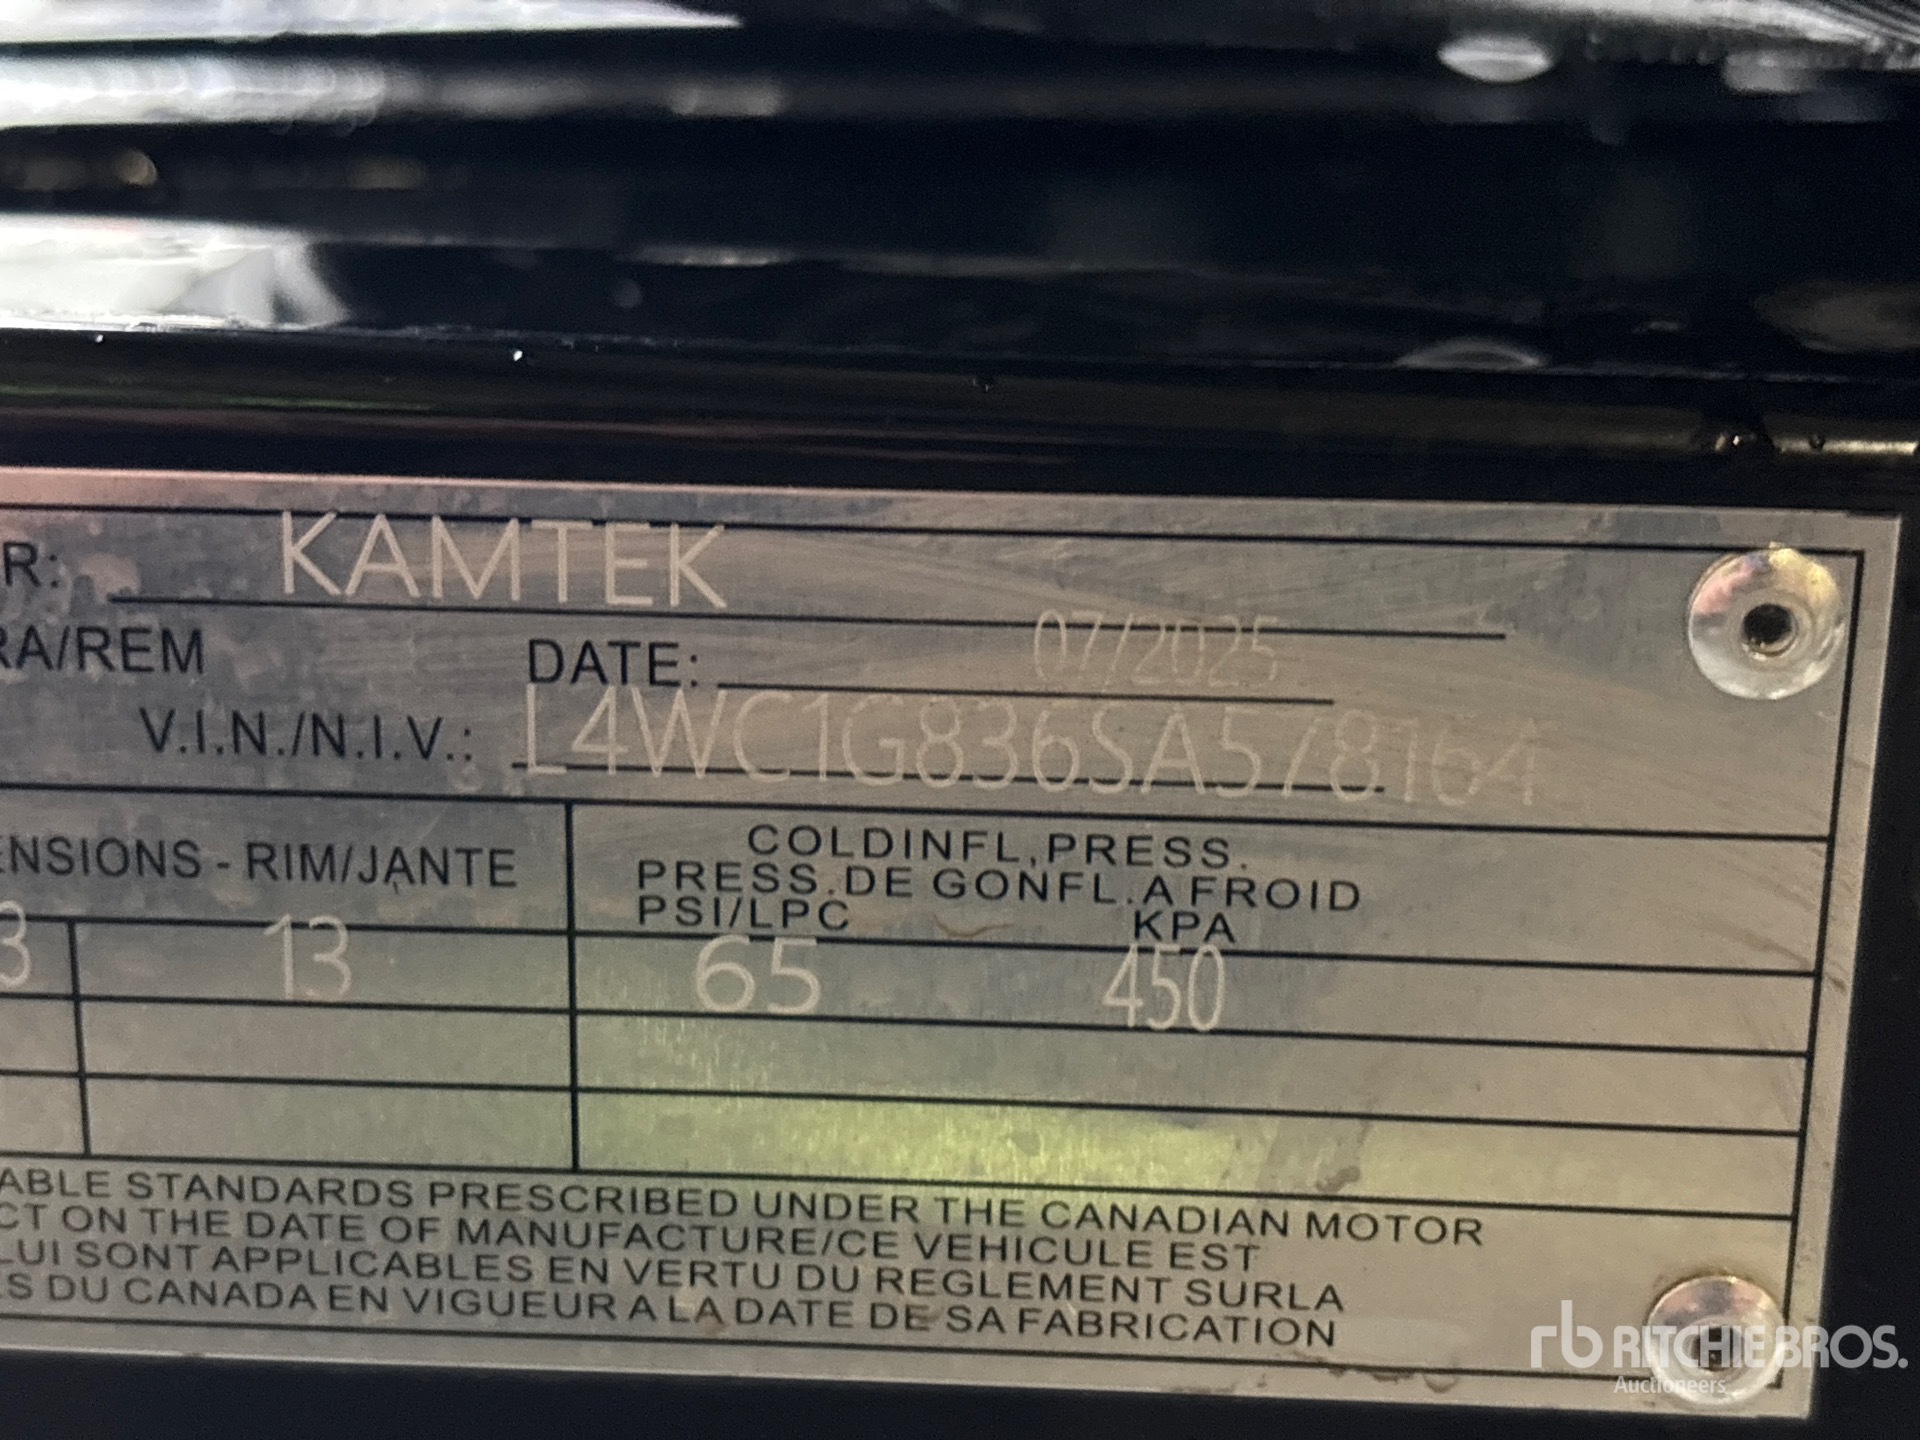 R: KAMTEK
RA/REM DATE: 07/2025
V.I.N./N.I.V.: L4WC1G836SA578164
ENSIONS - RIM/JANTE COLDINFL,PRESS.
PRESS.DE GONFL.A FROID
PSI/LPC KPA
3 13 65 450
ABLE STANDARDS PRESCRIBED UNDER THE CANADIAN MOTOR
CT ON THE DATE OF MANUFACTURE/CE VEHICULE EST
LUI SONT APPLICABLES EN VERTU DU REGLEMENT SURLA
ES DU CANADA EN VIGUEUR A LA DATE DE SA FABRICATION
rb RITCHIE BROS.
Auctioneers